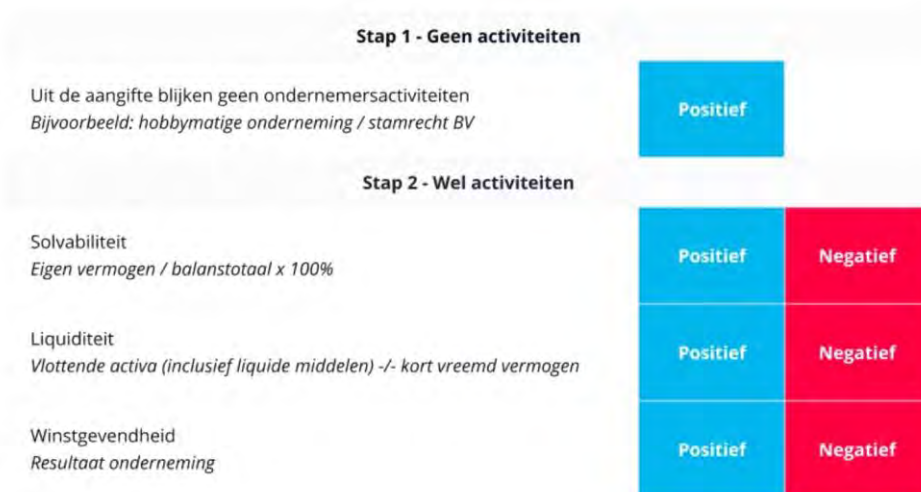 Stap 1 - Geen activiteiten
Uit de aangifte blijken geen ondernemersactiviteiten
Bijvoorbeeld: hobbymatige onderneming / stamrecht BV
Positief
Stap 2 - Wel activiteiten
Solvabiliteit
Eigen vermogen / balanstotaal x 100%
Positief
Negatief
Liquiditeit
Vlottende activa (inclusief liquide middelen) -/- kort vreemd vermogen
Positief
Negatief
Winstgevendheid
Resultaat onderneming
Positief
Negatief